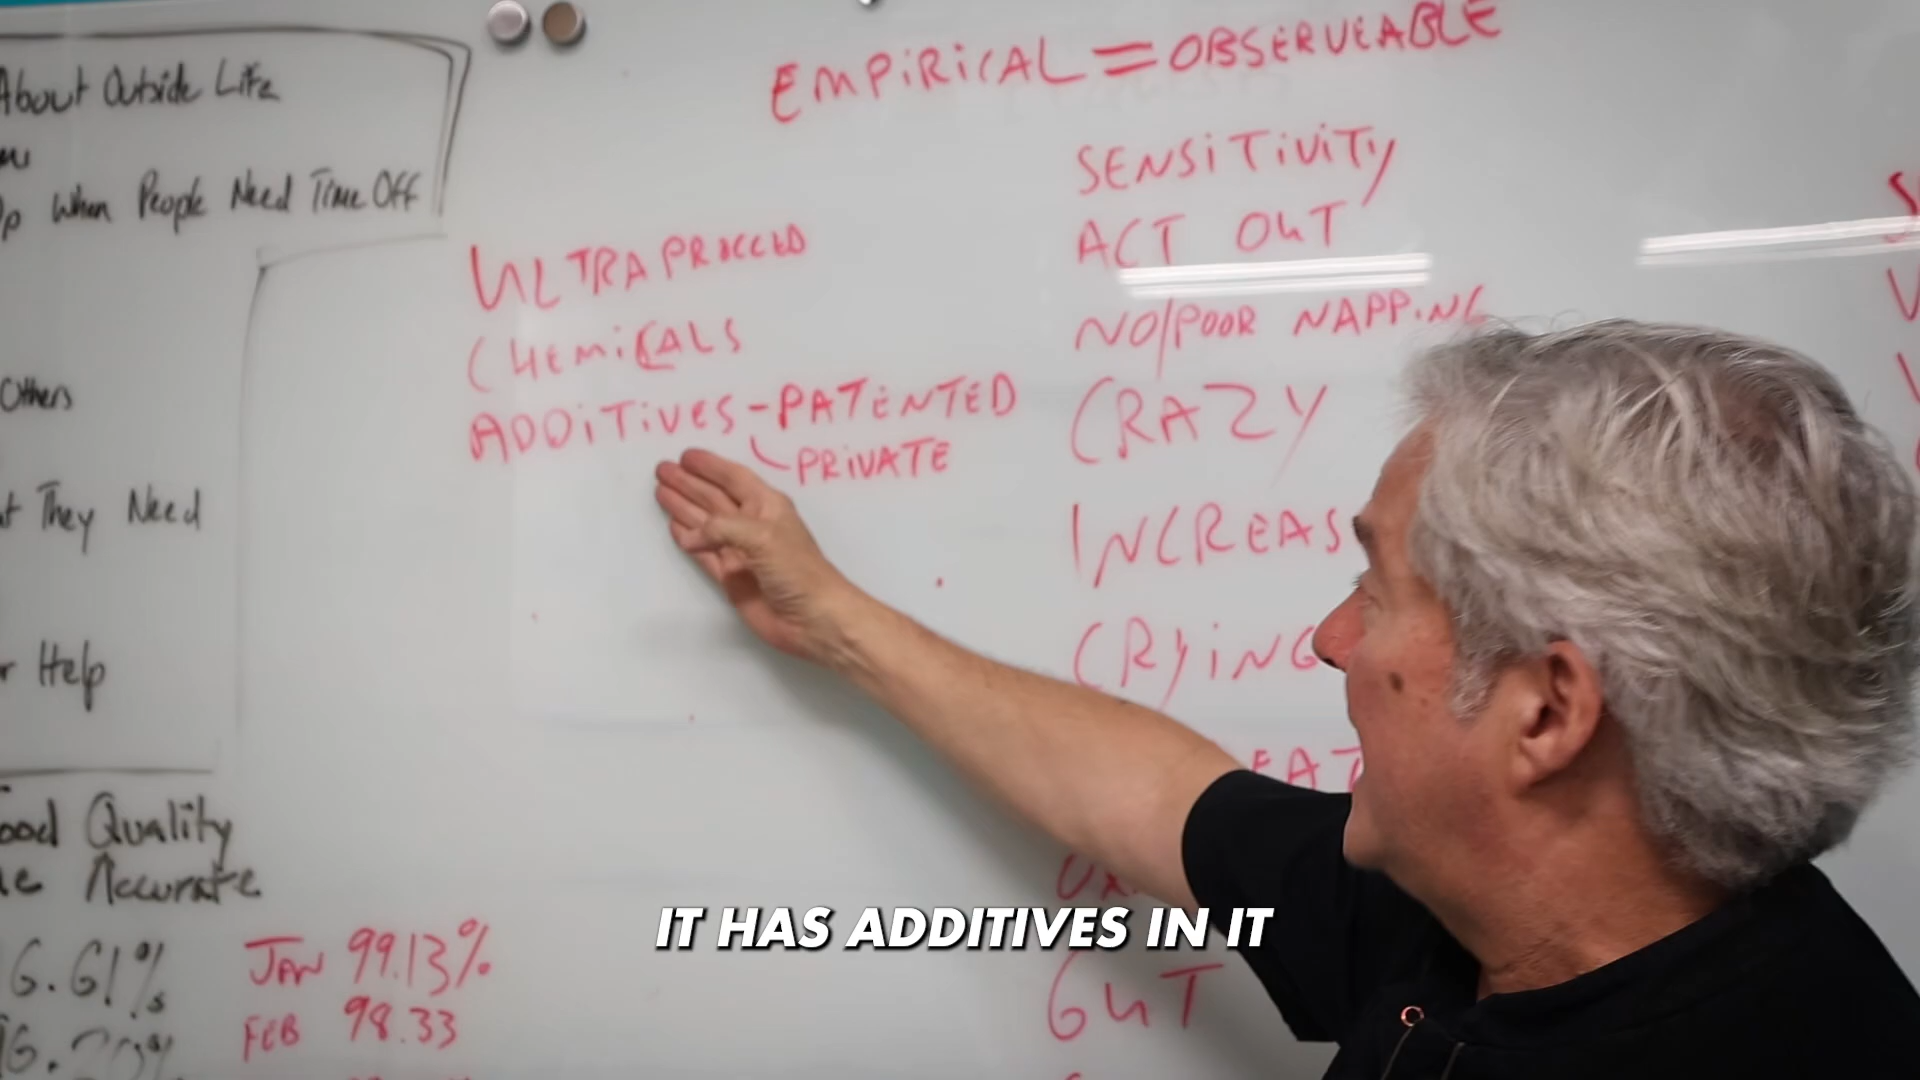 About Outside Life
When People Need Time Off
Others
They Need
Help
Quality
Accurate
6.61%
JAN 99.13%
FEB 98.33
EMPIRICAL = OBSERVEABLE
ULTRA PROCCED
CHEMICALS
ADDITIVES - PATENTED
PRIVATE
SENSITIVITY
ACT OUT
NO/POOR NAPPING
CRAZY
INCREAS
CRYING
GUT
IT HAS ADDITIVES IN IT